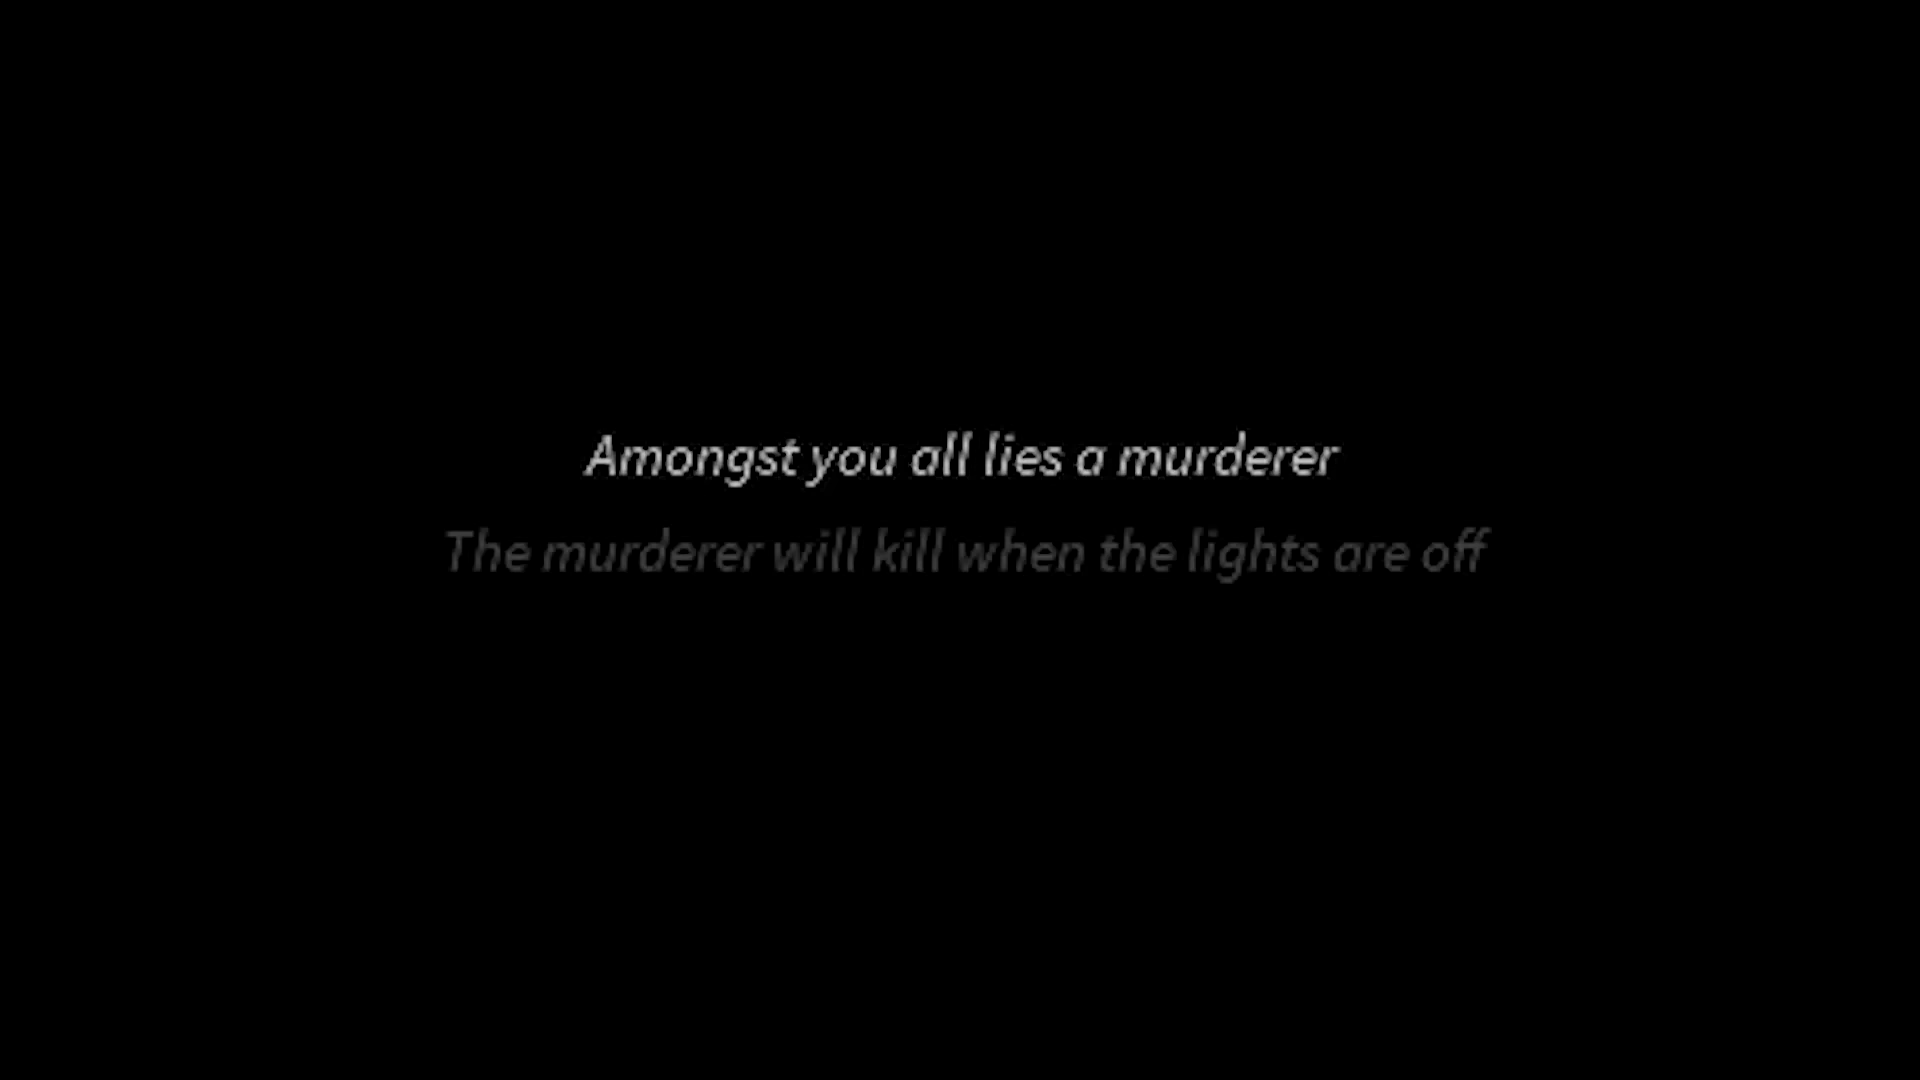 Amongst you all lies a murderer
The murderer will kill when the lights are off